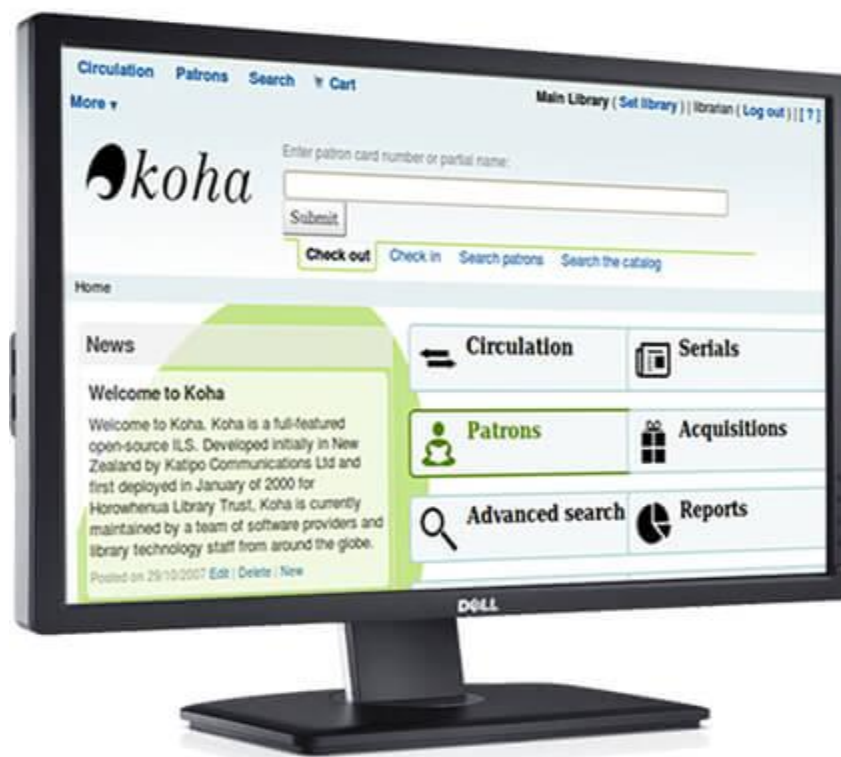 Circulation Patrons Search Cart
More ▾
Main Library ( Set library ) | librarian ( Log out ) | [ ? ]
koha
Enter patron card number or partial name:
Submit
Check out Check in Search patrons Search the catalog
Home
News
Welcome to Koha
Welcome to Koha. Koha is a full-featured
open-source ILS. Developed initially in New
Zealand by Katipo Communications Ltd and
first deployed in January of 2000 for
Horowhenua Library Trust, Koha is currently
maintained by a team of software providers and
library technology staff from around the globe.
Posted on 29/10/2007 Edit | Delete | New
Circulation
Serials
Patrons
Acquisitions
Advanced search
Reports
DELL